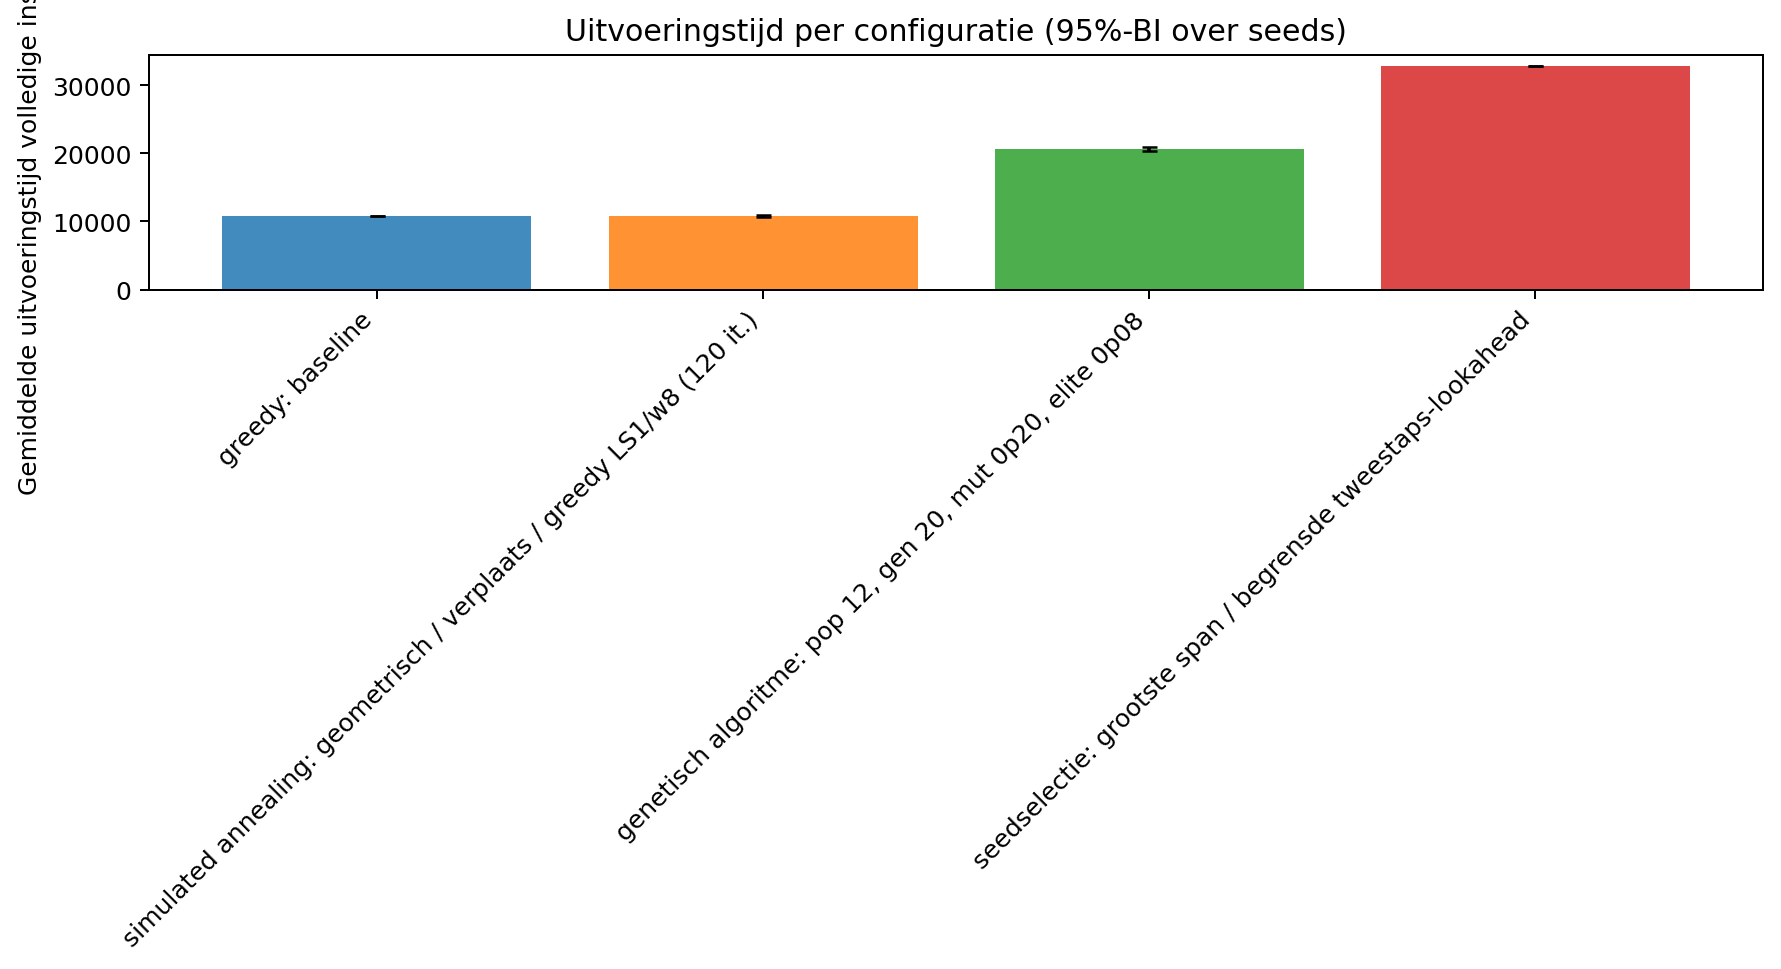 Uitvoeringstijd per configuratie (95%-BI over seeds)
Gemiddelde uitvoeringstijd volledige
30000
20000
10000
0
greedy: baseline
simulated annealing: geometrisch / verplaats / greedy LS1/w8 (120 it.)
genetisch algoritme: pop 12, gen 20, mut 0p20, elite 0p08
seedselectie: grootste span / begrensde tweestaps-lookahead